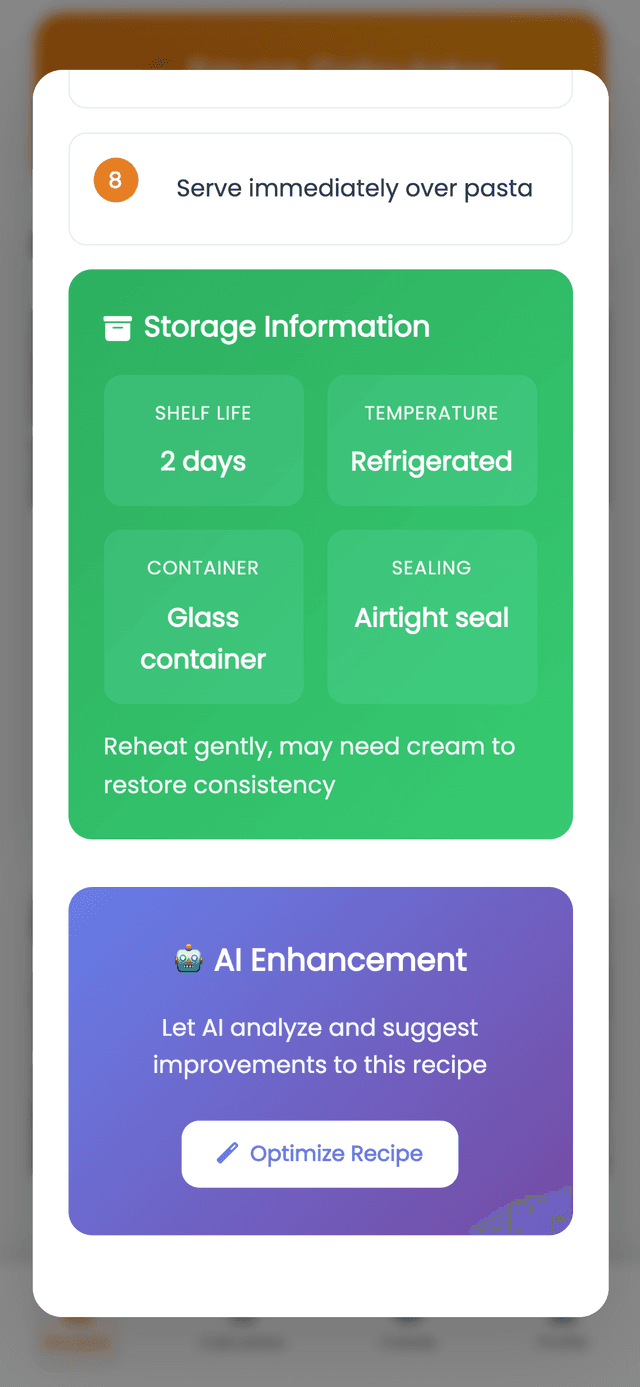 8
Serve immediately over pasta
Storage Information
SHELF LIFE
2 days
TEMPERATURE
Refrigerated
CONTAINER
Glass
container
SEALING
Airtight seal
Reheat gently, may need cream to
restore consistency
AI Enhancement
Let AI analyze and suggest
improvements to this recipe
Optimize Recipe